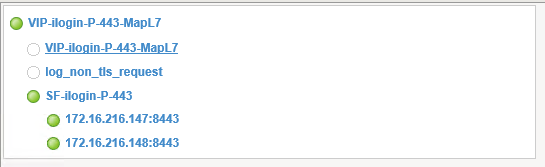 VIP-ilogin-P-443-MapL7
VIP-ilogin-P-443-MapL7
log_non_tls_request
SF-ilogin-P-443
172.16.216.147:8443
172.16.216.148:8443